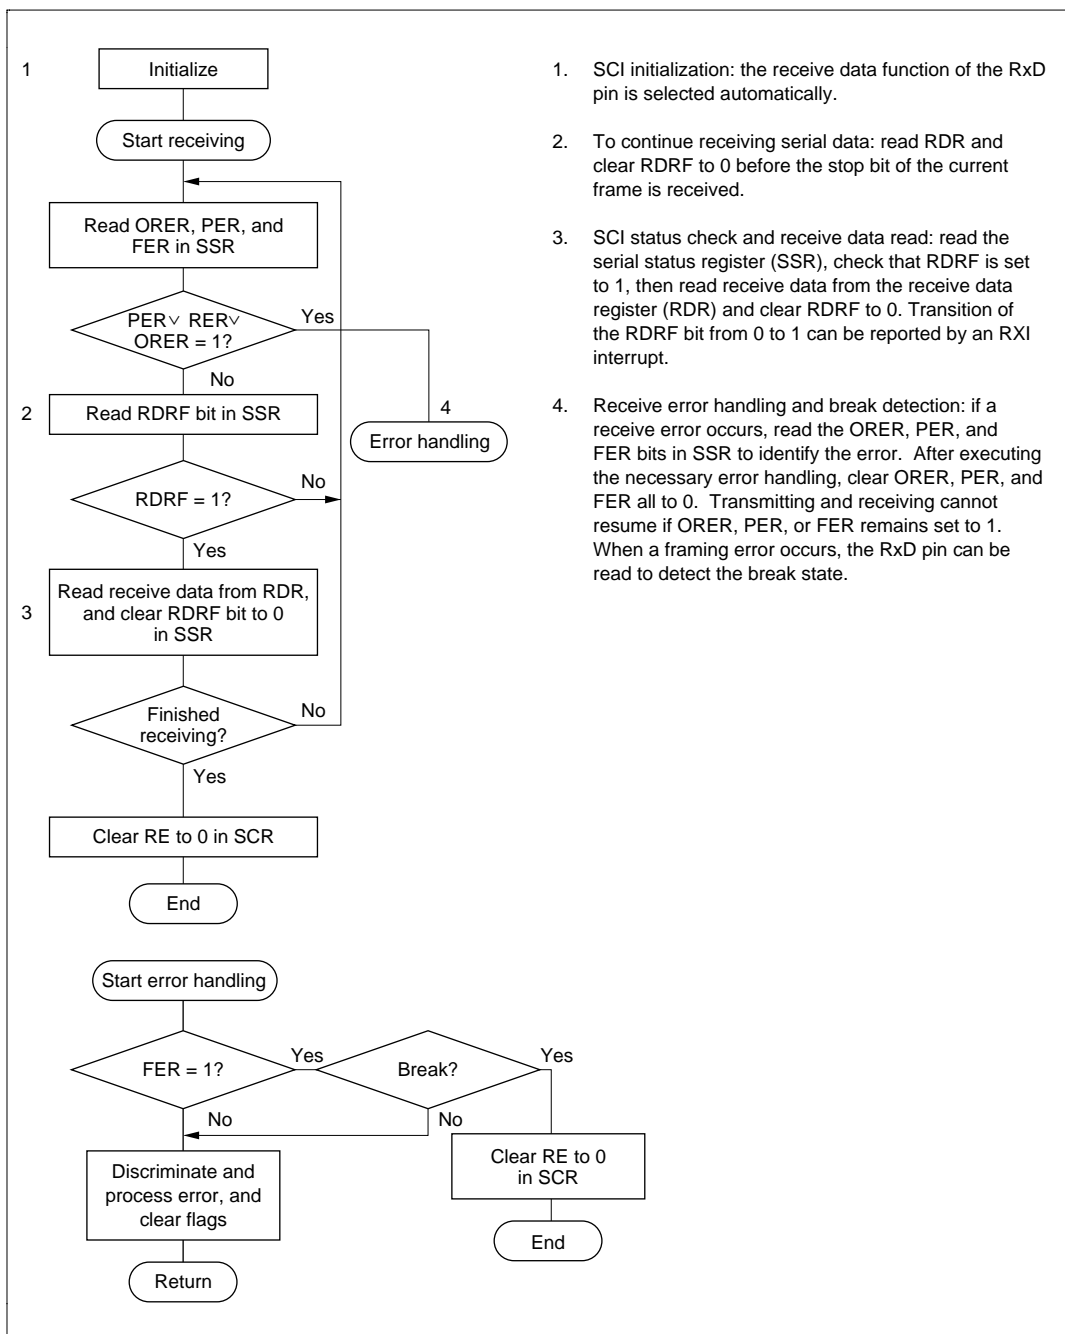 1
Initialize
Start receiving
Read ORER, PER, and
FER in SSR
PER∨ RER∨
ORER = 1?
Yes
No
2
Read RDRF bit in SSR
4
Error handling
RDRF = 1?
No
Yes
3
Read receive data from RDR,
and clear RDRF bit to 0
in SSR
Finished
receiving?
No
Yes
Clear RE to 0 in SCR
End
1. SCI initialization: the receive data function of the RxD
pin is selected automatically.
2. To continue receiving serial data: read RDR and
clear RDRF to 0 before the stop bit of the current
frame is received.
3. SCI status check and receive data read: read the
serial status register (SSR), check that RDRF is set
to 1, then read receive data from the receive data
register (RDR) and clear RDRF to 0. Transition of
the RDRF bit from 0 to 1 can be reported by an RXI
interrupt.
4. Receive error handling and break detection: if a
receive error occurs, read the ORER, PER, and
FER bits in SSR to identify the error. After executing
the necessary error handling, clear ORER, PER, and
FER all to 0. Transmitting and receiving cannot
resume if ORER, PER, or FER remains set to 1.
When a framing error occurs, the RxD pin can be
read to detect the break state.
Start error handling
FER = 1?
Yes
Break?
Yes
No
No
Discriminate and
process error, and
clear flags
Clear RE to 0
in SCR
End
Return